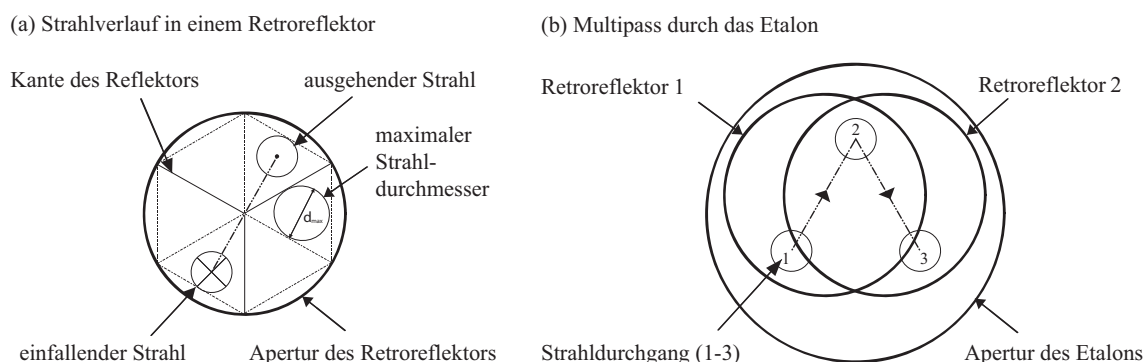 (a) Strahlverlauf in einem Retroreflektor
Kante des Reflektors
ausgehender Strahl
maximaler
Strahl-
durchmesser
dmax
einfallender Strahl
Apertur des Retroreflektors
(b) Multipass durch das Etalon
Retroreflektor 1
Retroreflektor 2
2
1
3
Strahldurchgang (1-3)
Apertur des Etalons